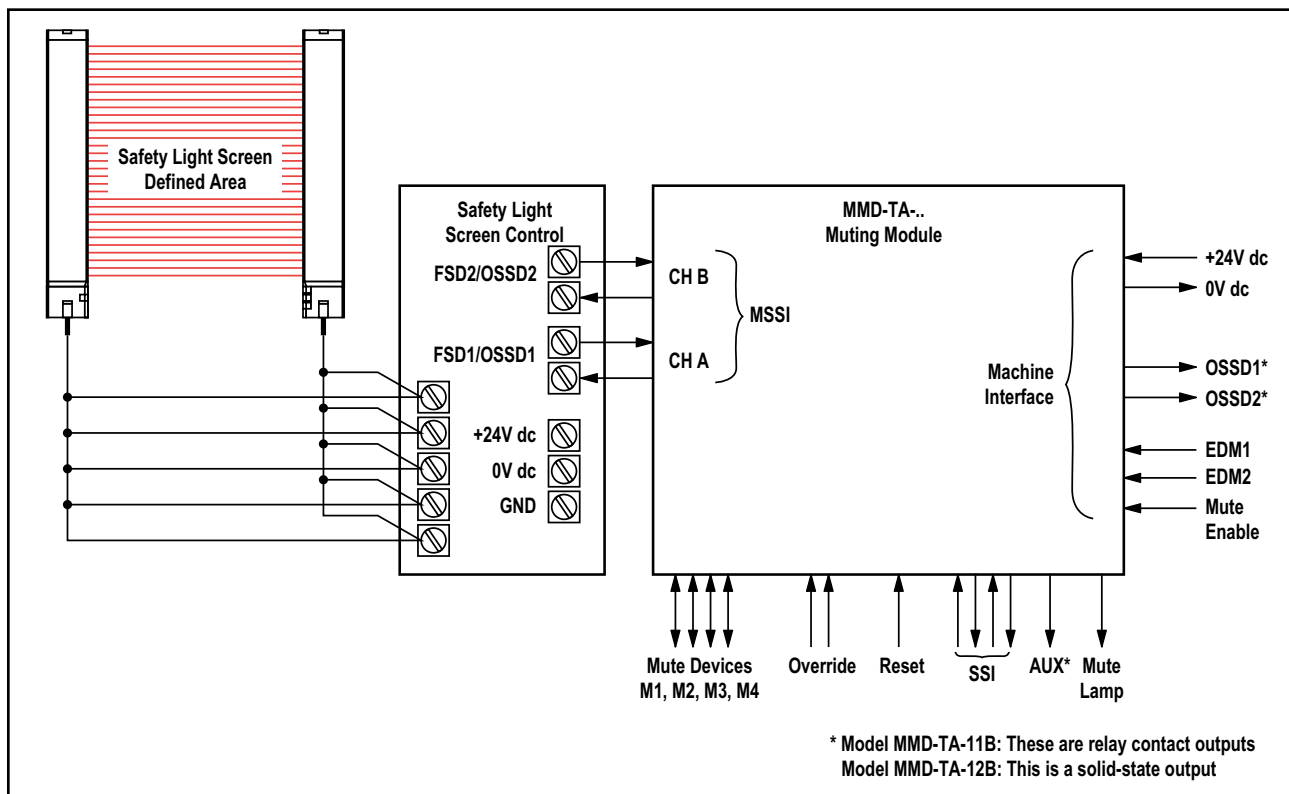 Safety Light Screen
Defined Area
Safety Light
Screen Control
FSD2/OSSD2
FSD1/OSSD1
+24V dc
0V dc
GND
MMD-TA-..
Muting Module
CH B
MSSI
CH A
Machine
Interface
+24V dc
0V dc
OSSD1*
OSSD2*
EDM1
EDM2
Mute
Enable
Mute Devices
M1, M2, M3, M4
Override
Reset
SSI
AUX*
Mute
Lamp
* Model MMD-TA-11B: These are relay contact outputs
Model MMD-TA-12B: This is a solid-state output